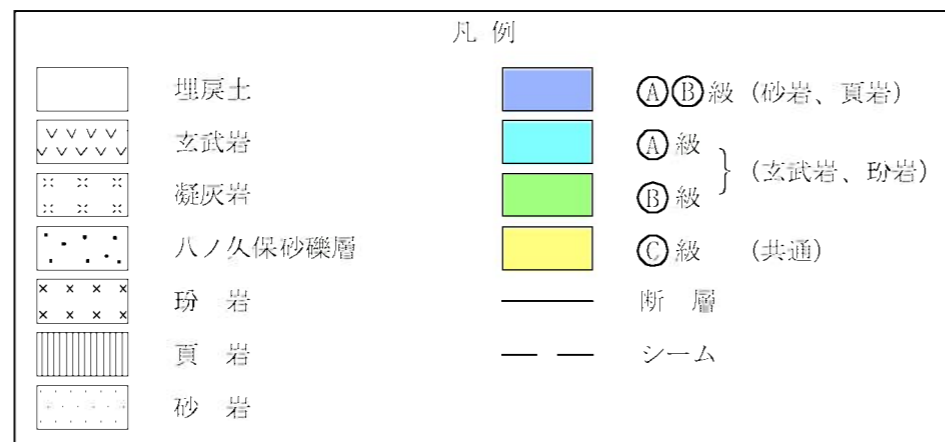 凡例
埋戻土
玄武岩
凝灰岩
八ノ久保砂礫層
玢岩
頁岩
砂岩
ⒶⒷ級（砂岩、頁岩）
Ⓐ級
Ⓑ級
（玄武岩、玢岩）
Ⓒ級（共通）
断層
シーム